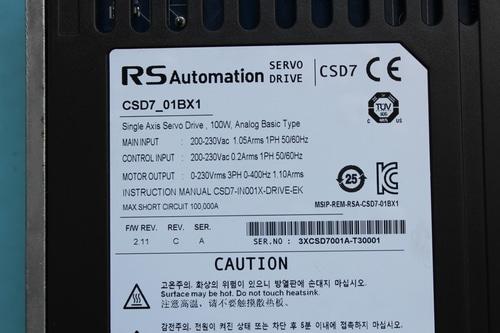 RS Automation SERVO DRIVE CSD7 CE
CSD7_01BX1
Single Axis Servo Drive , 100W, Analog Basic Type
MAIN INPUT : 200-230Vac 1.05Arms 1PH 50/60Hz
CONTROL INPUT : 200-230Vac 0.2Arms 1PH 50/60Hz
MOTOR OUTPUT : 0-230Vrms 3PH 0-400Hz 1.10Arms
INSTRUCTION MANUAL CSD7-IN001X-DRIVE-EK
MAX SHORT CIRCUIT 100,000A
TÜV
C US
25
MSIP-REM-RSA-CSD7-01BX1
F/W REV. REV. SER.
2.11 C A
SER.NO : 3XCSD7001A-T30001
CAUTION
고온주의. 화상의 위험이 있으니 방열판에 손대지 마십시오.
Surface may be hot. Do not touch heatsink.
注意高温，请不要触摸散热板。
감전주의. 전원이 켜진 상태 또는 차단 후 5분 이내에 접촉하지 마십시오.